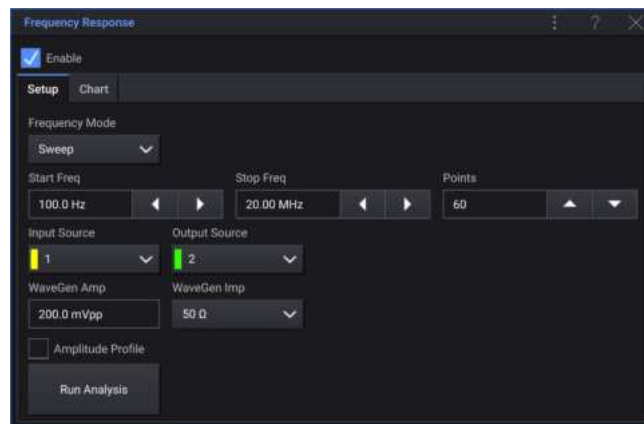 Frequency Response
Enable
Setup Chart
Frequency Mode
Sweep
Start Freq Stop Freq Points
100.0 Hz 20.00 MHz 60
Input Source Output Source
1 2
WaveGen Amp WaveGen Imp
200.0 mVpp 50 Ω
Amplitude Profile
Run Analysis